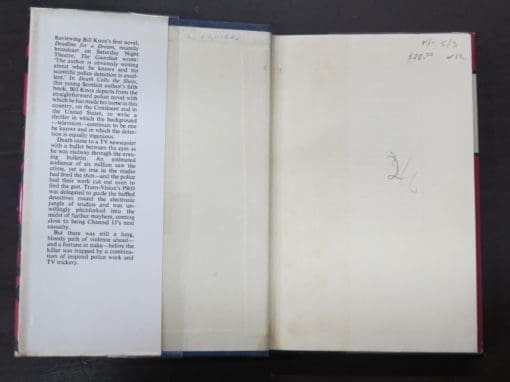 Reviewing Bill Knox's first novel,
Deadline for a Dream, recently
broadcast on Saturday Night
Theatre, The Guardian wrote:
'The author is obviously writing
about what he knows and his
scientific police detection is excel-
lent.' In Death Calls the Shots,
this young Scottish author's fifth
book, Bill Knox departs from the
straightforward police novel with
which he has made his name in this
country, on the Continent and in
the United States, to write a
thriller in which the background
—television—continues to be one
he knows and in which the detec-
tion is equally ingenious.
Death came to a TV newscaster
with a bullet between the eyes as
he was midway through the even-
ing bulletin. An estimated
audience of six million saw the
crime, yet no one in the studio
had fired the shot—and the police
had their work cut out even to
find the gun. Trans-Vision's PRO
was delegated to guide the baffled
detectives round the electronic
jungle of studios and was un-
willingly pitchforked into the
midst of further mayhem, coming
close to being Channel 15's next
casualty.
But there was still a long,
bloody path of violence ahead—
and a fortune at stake—before the
killer was trapped by a combina-
tion of inspired police work and
TV trickery.
5/2
$20.00
2/6